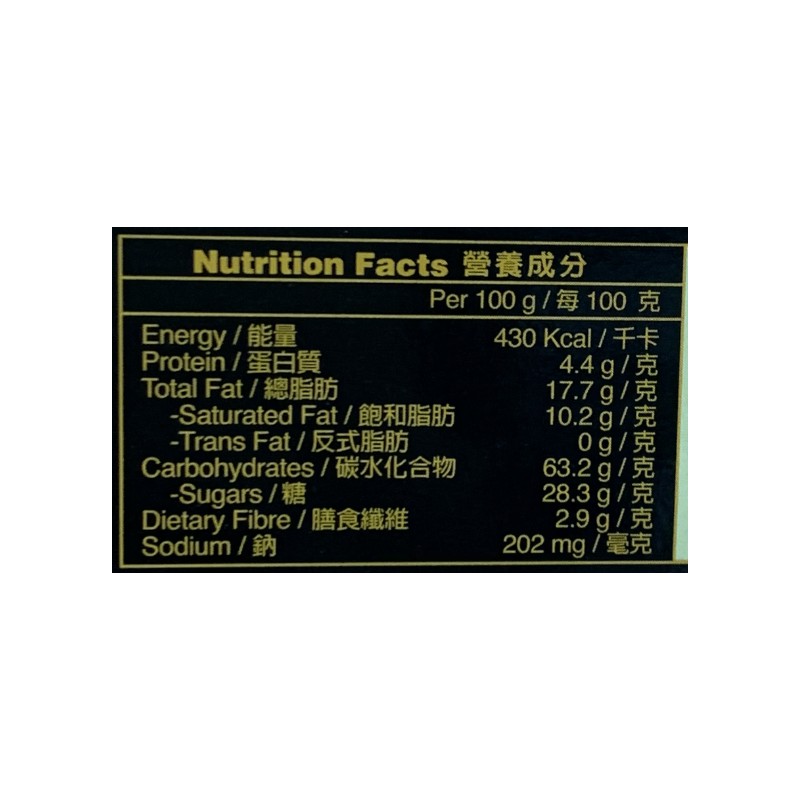 Nutrition Facts 營養成分
Per 100 g / 每 100 克
Energy / 能量 430 Kcal / 千卡
Protein / 蛋白質 4.4 g / 克
Total Fat / 總脂肪 17.7 g / 克
-Saturated Fat / 飽和脂肪 10.2 g / 克
-Trans Fat / 反式脂肪 0 g / 克
Carbohydrates / 碳水化合物 63.2 g / 克
-Sugars / 糖 28.3 g / 克
Dietary Fibre / 膳食纖維 2.9 g / 克
Sodium / 鈉 202 mg / 毫克